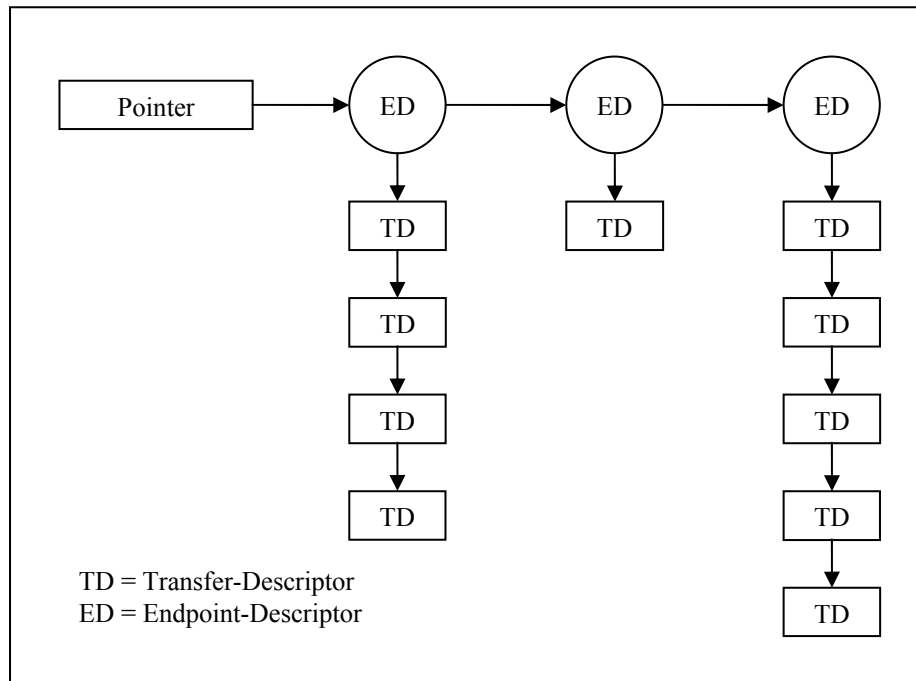 Pointer ED ED ED
TD TD TD
TD TD
TD TD
TD TD
TD = Transfer-Descriptor
ED = Endpoint-Descriptor
TD